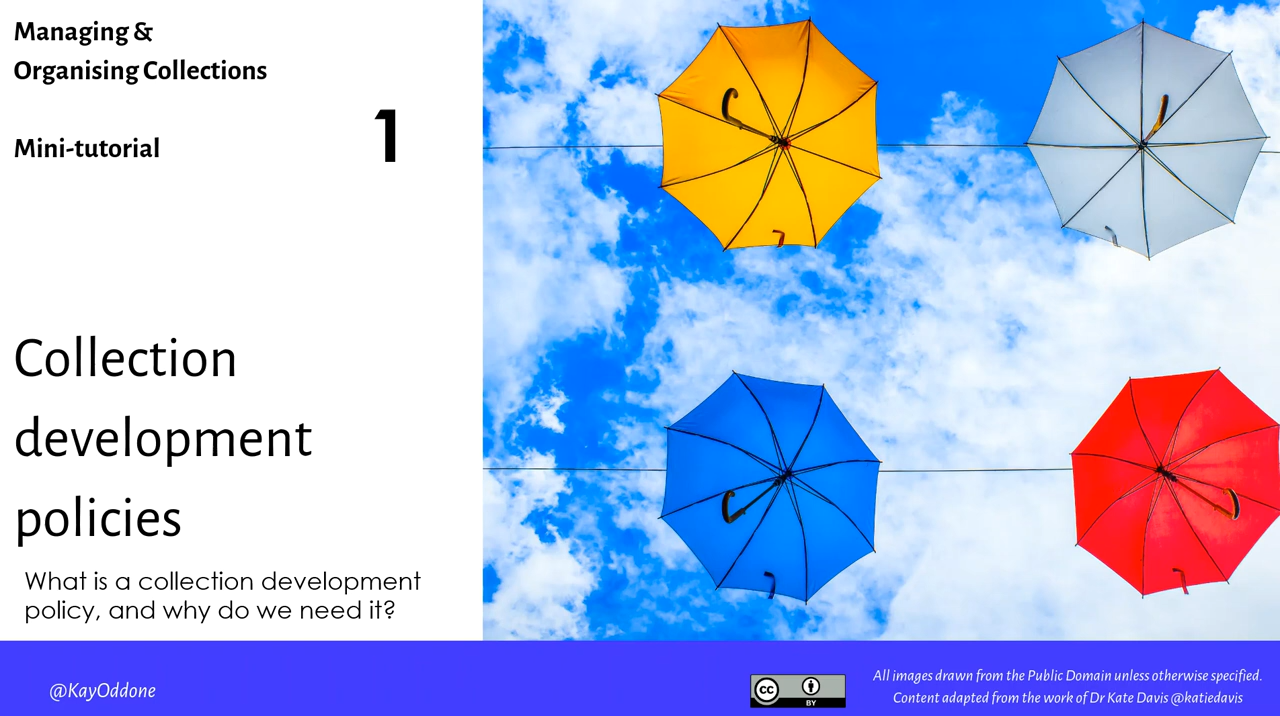 Managing &
Organising Collections
Mini-tutorial
1
Collection
development
policies
What is a collection development
policy, and why do we need it?
@KayOddone
cc
BY
All images drawn from the Public Domain unless otherwise specified.
Content adapted from the work of Dr Kate Davis @katiedavis